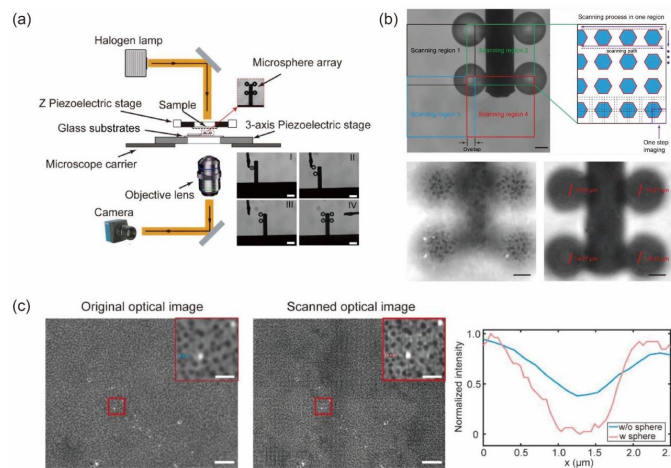 (a)
Halogen lamp
Microsphere array
Z Piezoelectric stage
Sample
Glass substrates
3-axis Piezoelectric stage
Microscope carrier
Objective lens
Camera
I
II
III
IV
(b)
Scanning region 1
Scanning region 2
Scanning region 4
Overlap
Scanning process in one region
scanning path
One step
imaging
(c)
Original optical image
Scanned optical image
Normalized intensity
1.0
0.5
0
w/o sphere
w sphere
0
0.5
1.0
1.5
2.0
2.5
x (μm)